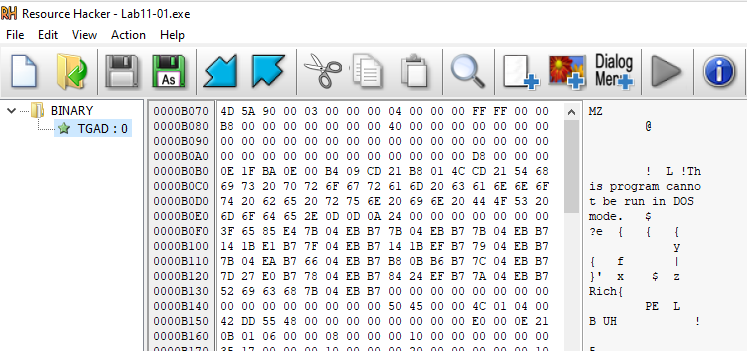 Resource Hacker - Lab11-01.exe
File Edit View Action Help
As Dialog Men
BINARY
TGAD : 0
0000B070 4D 5A 90 00 03 00 00 00 04 00 00 00 FF FF 00 00 MZ
0000B080 B8 00 00 00 00 00 00 00 40 00 00 00 00 00 00 00 @
0000B090 00 00 00 00 00 00 00 00 00 00 00 00 00 00 00 00
0000B0A0 00 00 00 00 00 00 00 00 00 00 00 00 D8 00 00 00
0000B0B0 0E 1F BA 0E 00 B4 09 CD 21 B8 01 4C CD 21 54 68 ! L !Th
0000B0C0 69 73 20 70 72 6F 67 72 61 6D 20 63 61 6E 6E 6F is program canno
0000B0D0 74 20 62 65 20 72 75 6E 20 69 6E 20 44 4F 53 20 t be run in DOS
0000B0E0 6D 6F 64 65 2E 0D 0D 0A 24 00 00 00 00 00 00 00 mode. $
0000B0F0 3F 65 85 E4 7B 04 EB B7 7B 04 EB B7 7B 04 EB B7 ?e { { {
0000B100 14 1B E1 B7 7F 04 EB B7 14 1B EF B7 79 04 EB B7 y
0000B110 7B 04 EA B7 66 04 EB B7 B8 0B B6 B7 7C 04 EB B7 { f |
0000B120 7D 27 E0 B7 78 04 EB B7 84 24 EF B7 7A 04 EB B7 }' x $ z
0000B130 52 69 63 68 7B 04 EB B7 00 00 00 00 00 00 00 00 Rich{
0000B140 00 00 00 00 00 00 00 00 50 45 00 00 4C 01 04 00 PE L
0000B150 42 DD 55 48 00 00 00 00 00 00 00 00 E0 00 0E 21 B UH !
0000B160 0B 01 06 00 00 08 00 00 00 10 00 00 00 00 00 00